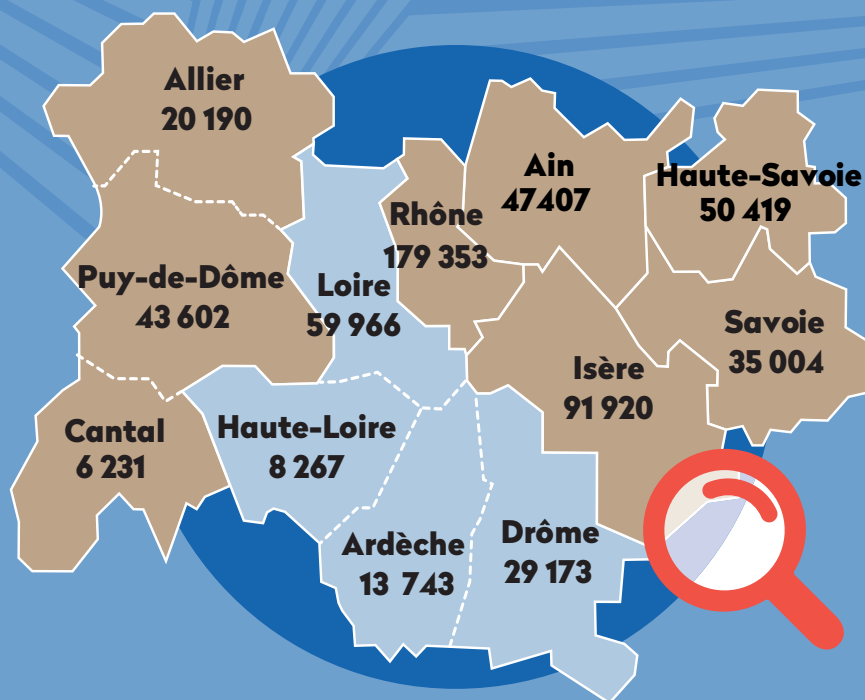 Allier
20 190
Ain
47407
Haute-Savoie
50 419
Rhône
179 353
Puy-de-Dôme
43 602
Loire
59 966
Savoie
35 004
Isère
91 920
Cantal
6 231
Haute-Loire
8 267
Ardèche
13 743
Drôme
29 173